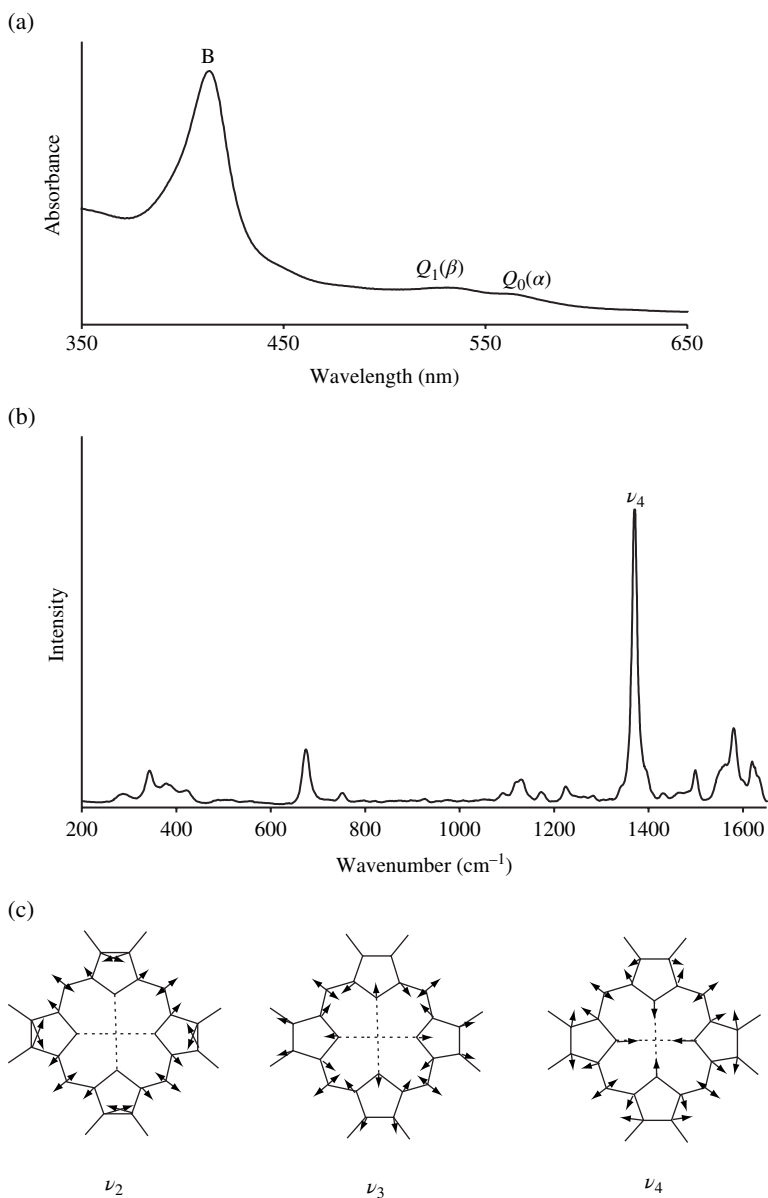 (a)
B
Absorbance
Q₁(β)
Q₀(α)
350 450 550 650
Wavelength (nm)
(b)
ν₄
Intensity
200 400 600 800 1000 1200 1400 1600
Wavenumber (cm⁻¹)
(c)
ν₂ ν₃ ν₄